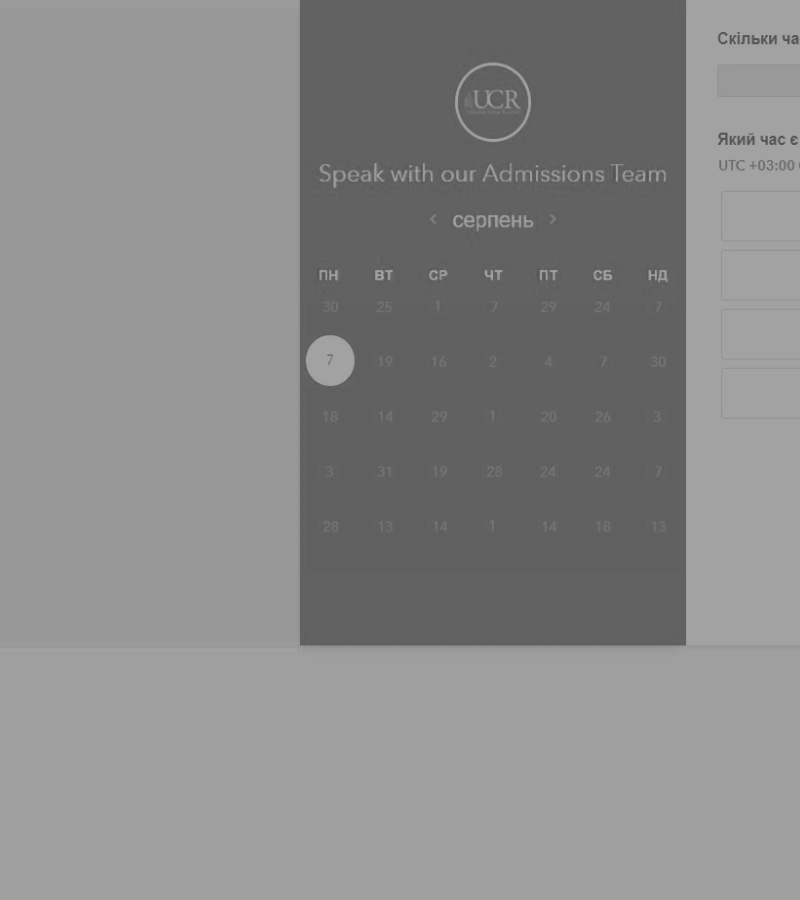 UCR
Speak with our Admissions Team
серпень
ПН ВТ СР ЧТ ПТ СБ НД
30 25 1 7 29 24 7
7 19 16 2 4 7 30
18 14 29 1 20 26 3
3 31 19 28 24 24 7
28 13 14 1 14 18 13
Скільки ча
Який час є
UTC +03:00